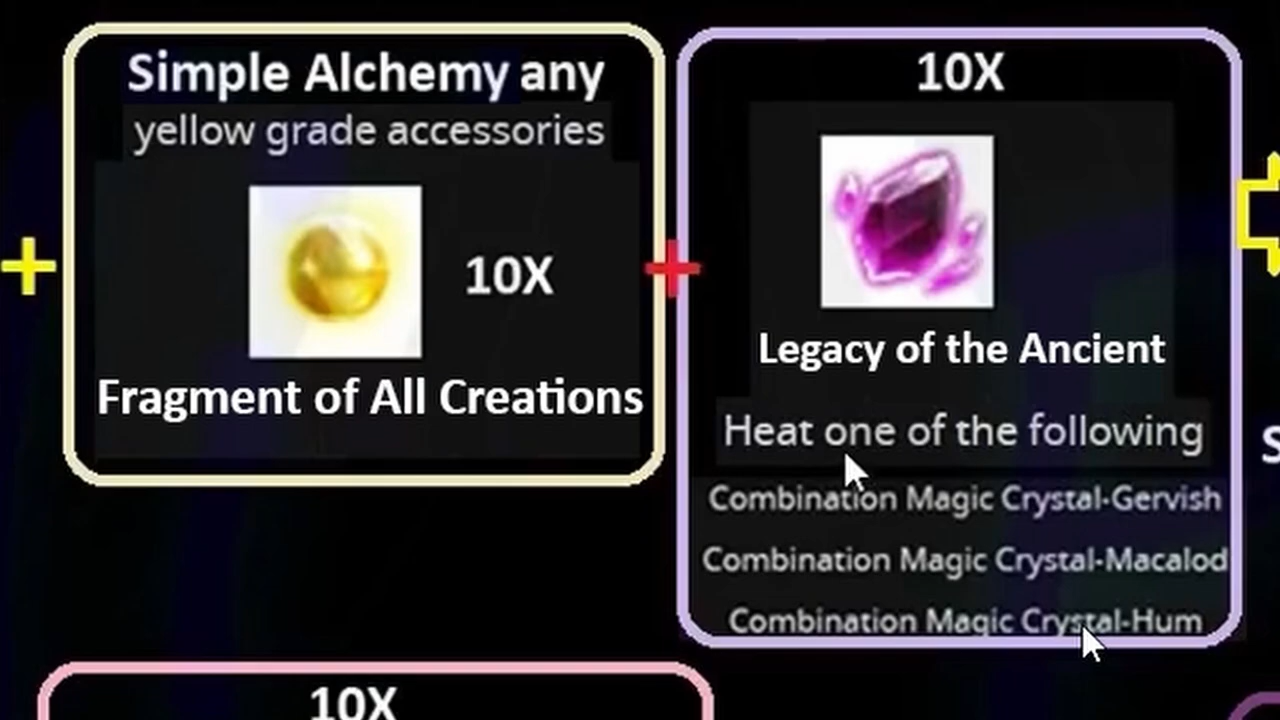 Simple Alchemy any
yellow grade accessories
10X
Fragment of All Creations
10X
Legacy of the Ancient
Heat one of the following
Combination Magic Crystal-Gervish
Combination Magic Crystal-Macalod
Combination Magic Crystal-Hum
10X
S